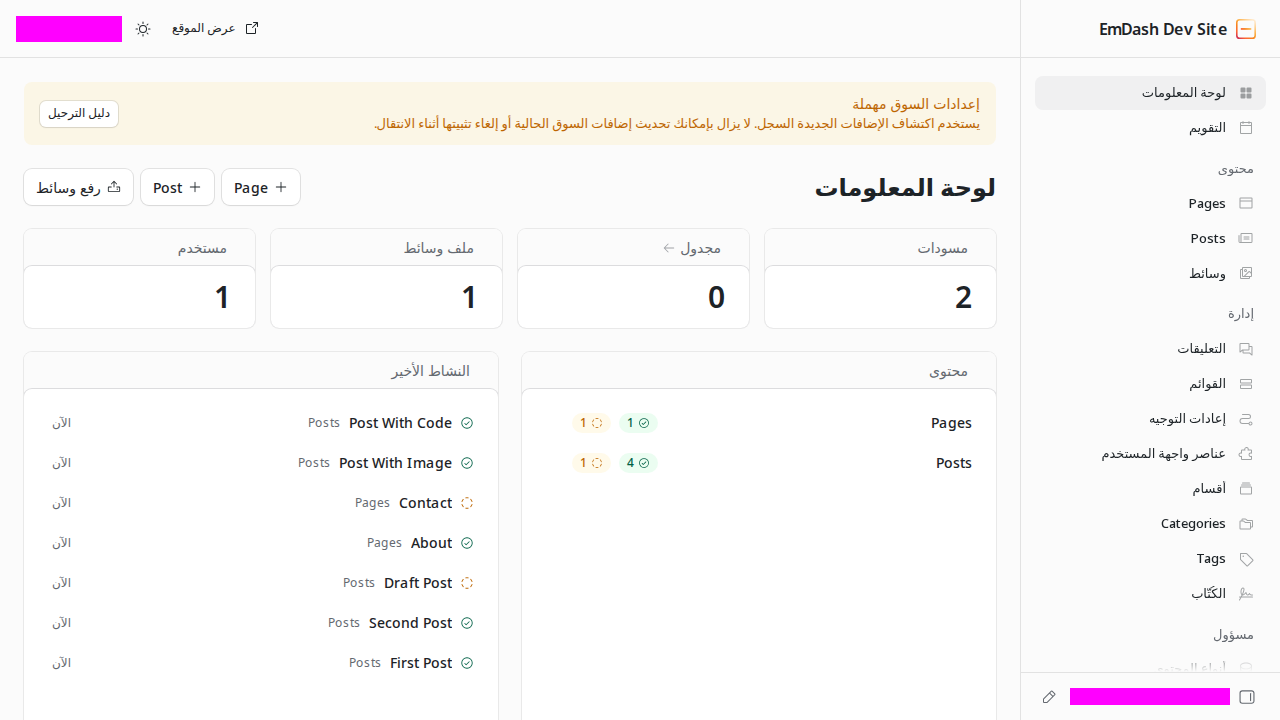 EmDash Dev Site
عرض الموقع
لوحة المعلومات
التقويم
محتوى
Pages
Posts
وسائط
إدارة
التعليقات
القوائم
إعادات التوجيه
عناصر واجهة المستخدم
أقسام
Categories
Tags
الكُتّاب
مسؤول
أنواع المحتوى
إعدادات السوق مهملة
يستخدم اكتشاف الإضافات الجديدة السجل. لا يزال بإمكانك تحديث إضافات السوق الحالية أو إلغاء تثبيتها أثناء الانتقال.
دليل الترحيل
لوحة المعلومات
Page
Post
رفع وسائط
مسودات
2
مجدول ←
0
ملف وسائط
1
مستخدم
1
محتوى
Pages 1 1
Posts 4 1
النشاط الأخير
Post With Code Posts الآن
Post With Image Posts الآن
Contact Pages الآن
About Pages الآن
Draft Post Posts الآن
Second Post Posts الآن
First Post Posts الآن